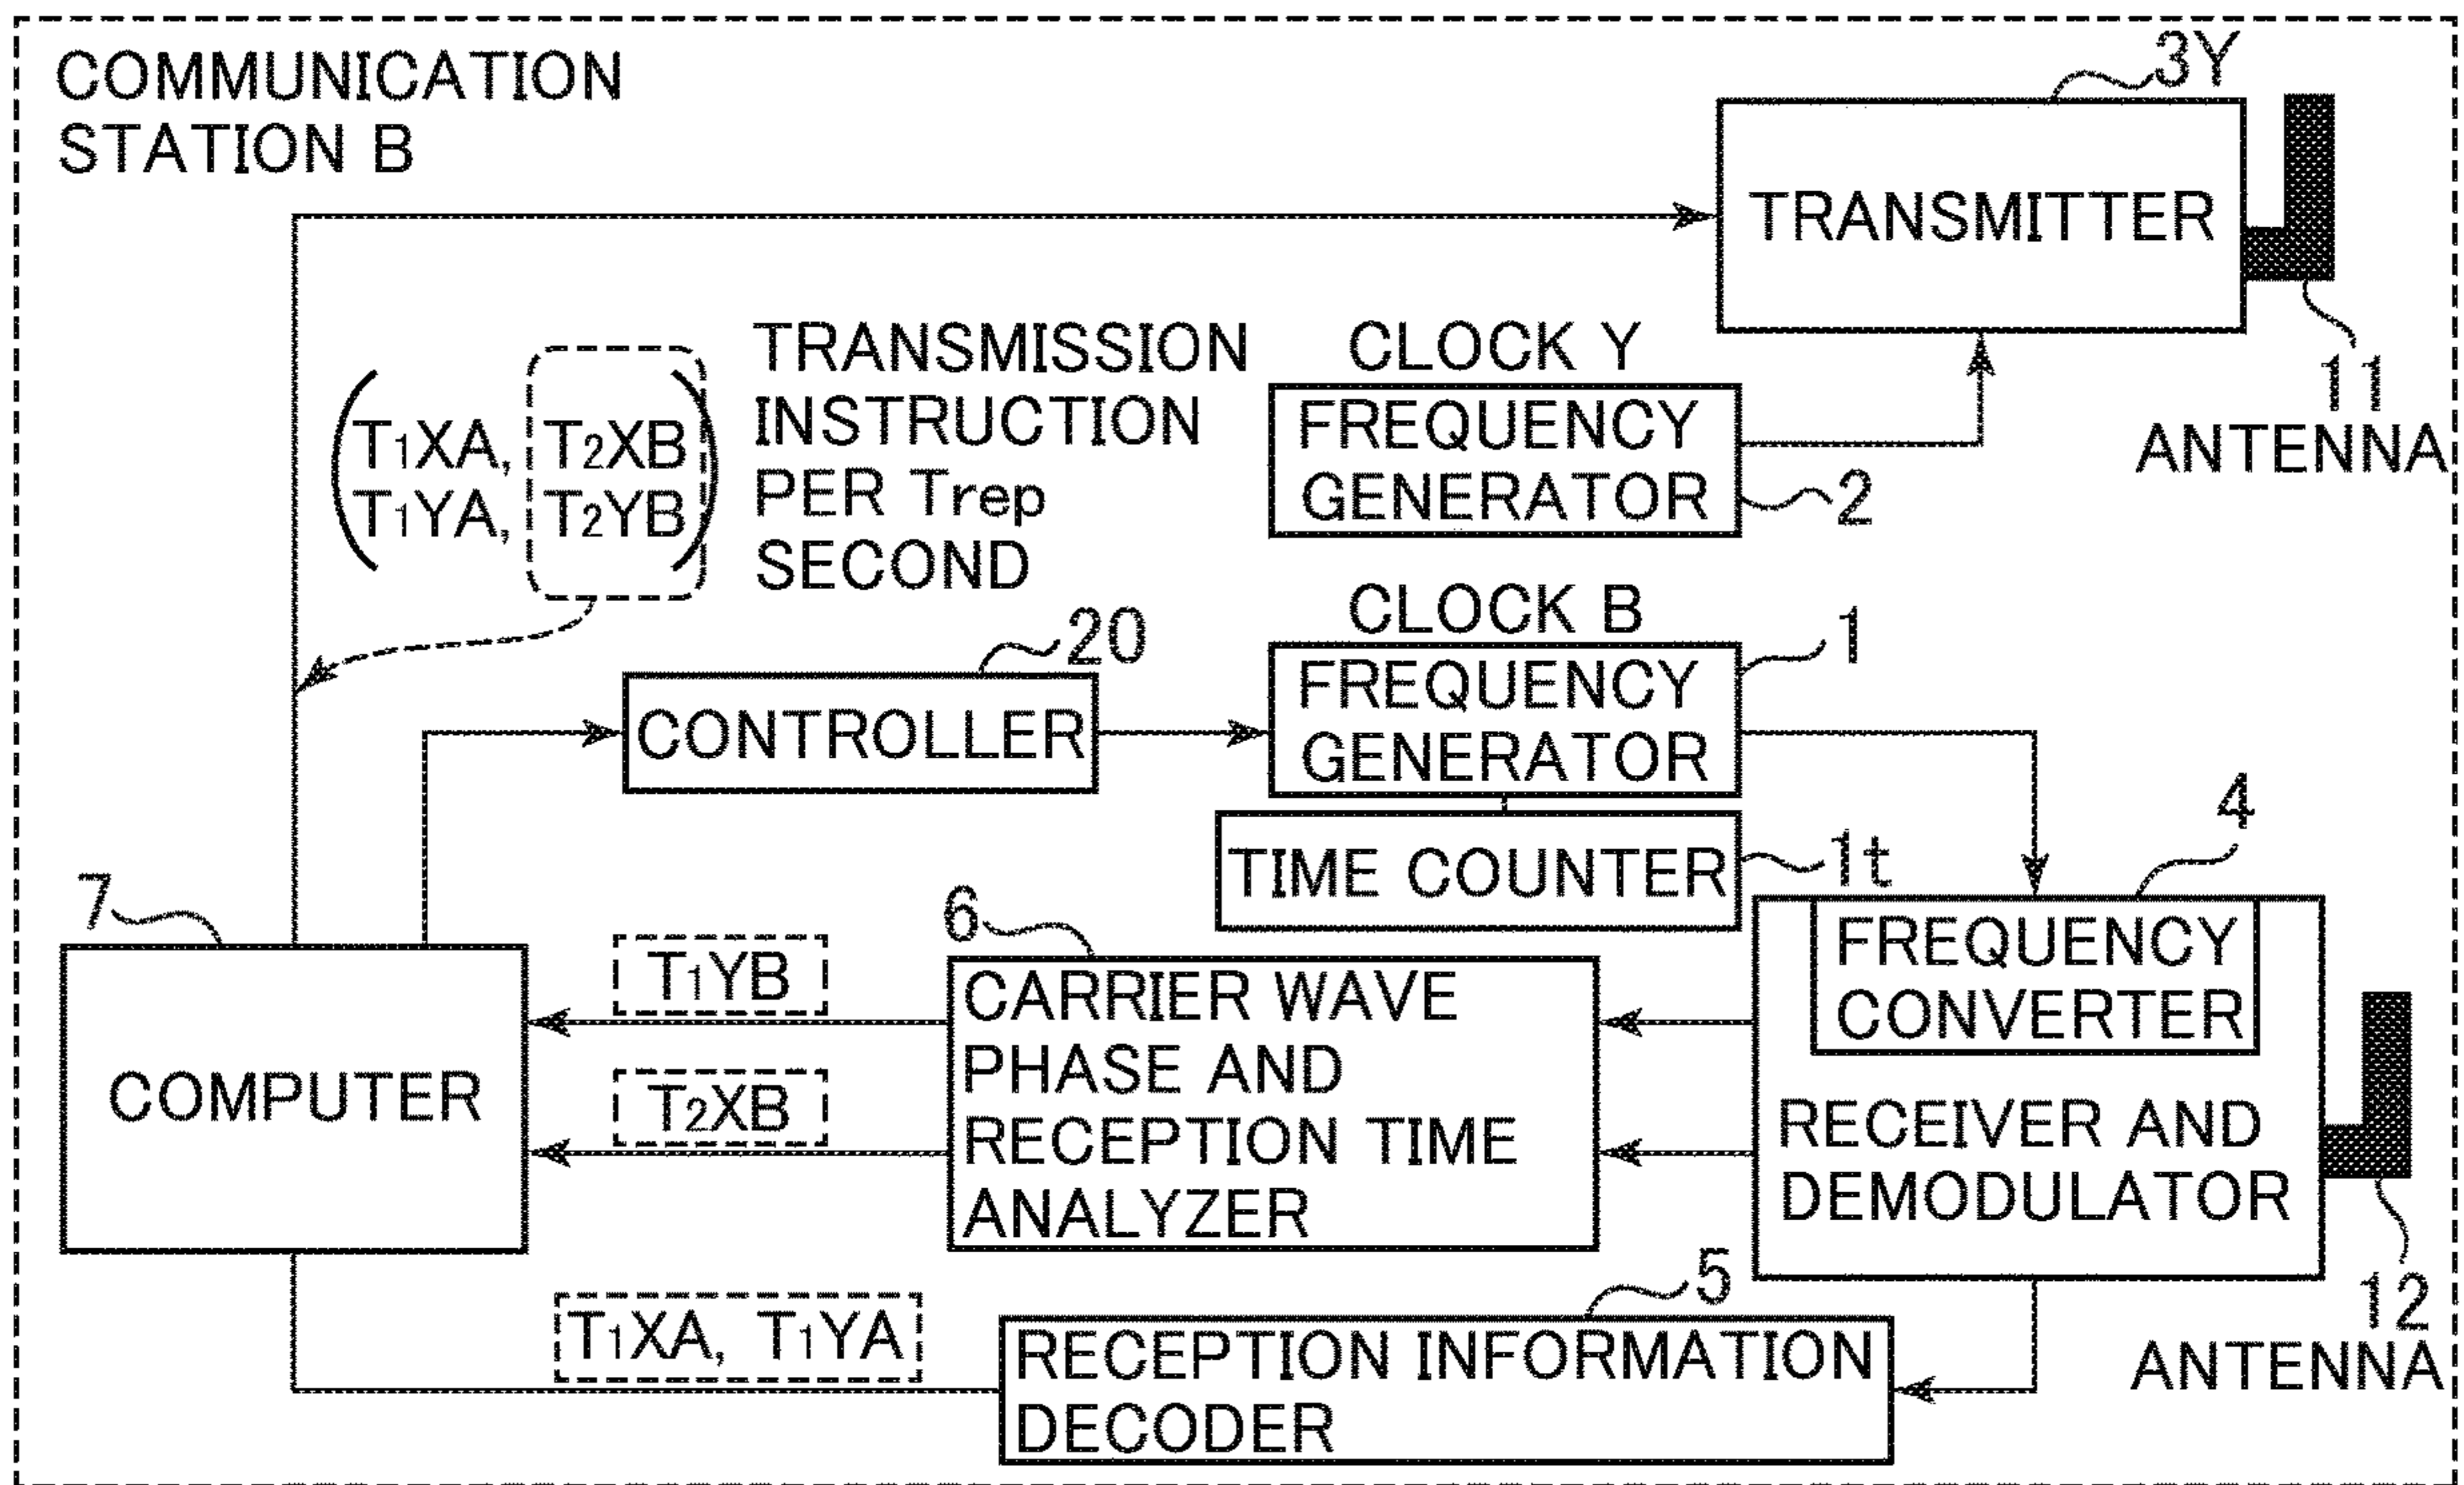 COMMUNICATION
STATION B
3Y
TRANSMITTER
11
ANTENNA
T1XA, T2XB
T1YA, T2YB
TRANSMISSION
INSTRUCTION
PER Trep
SECOND
CLOCK Y
FREQUENCY
GENERATOR
2
CLOCK B
FREQUENCY
GENERATOR
1
20
CONTROLLER
TIME COUNTER
1t
4
FREQUENCY
CONVERTER
RECEIVER AND
DEMODULATOR
12
ANTENNA
7
COMPUTER
T1YB
T2XB
6
CARRIER WAVE
PHASE AND
RECEPTION TIME
ANALYZER
T1XA, T1YA
5
RECEPTION INFORMATION
DECODER